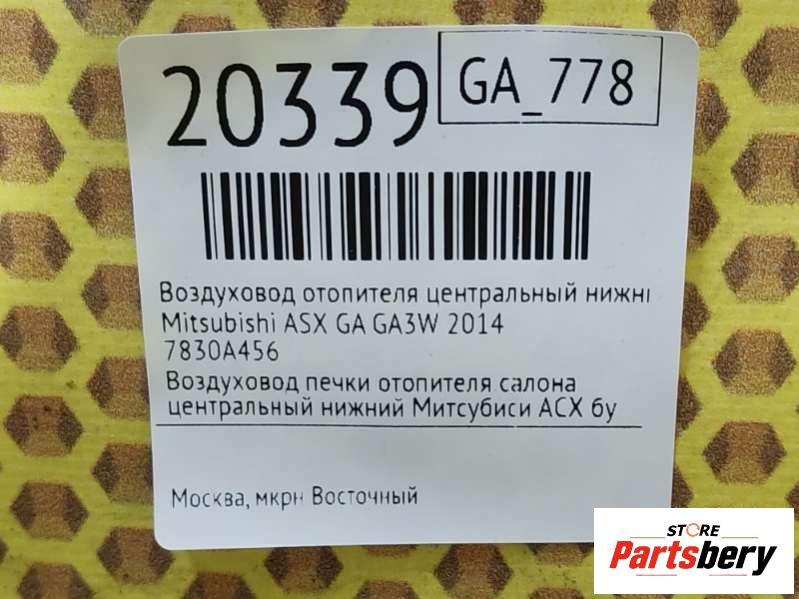 20339
GA_778
Воздуховод отопителя центральный нижні
Mitsubishi ASX GA GA3W 2014
7830A456
Воздуховод печки отопителя салона
центральный нижний Митсубиси АСХ бу
Москва, мкрн Восточный
STORE
Partsbery